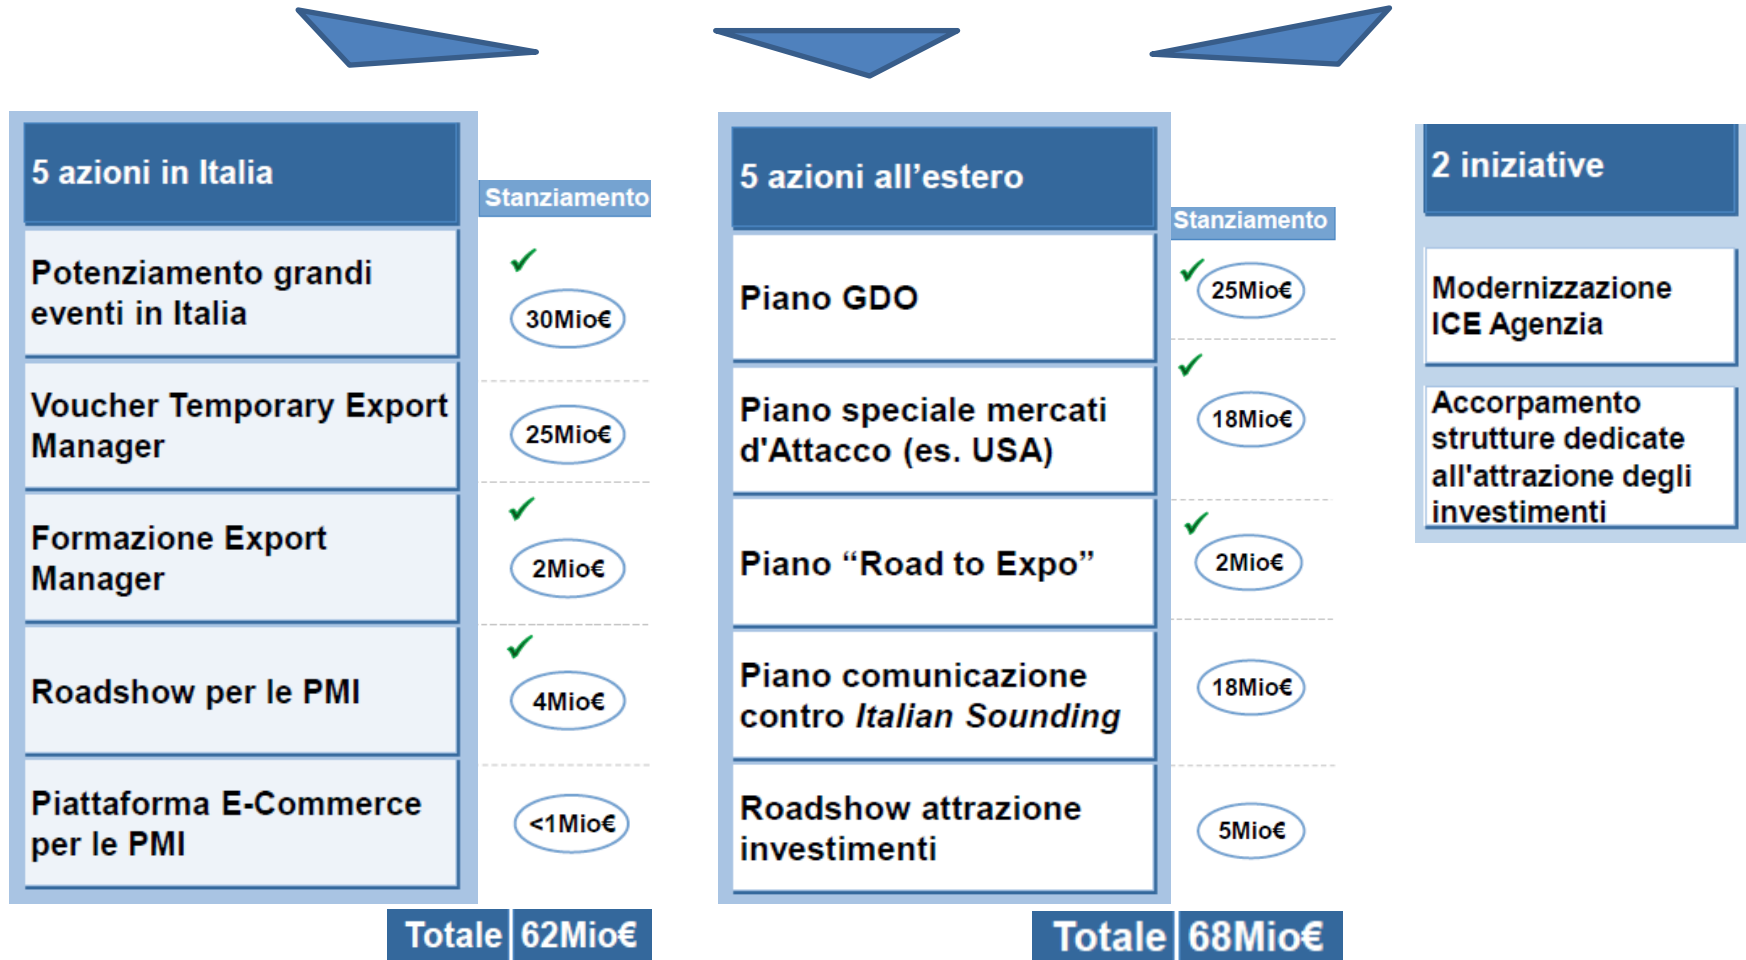 5 azioni in Italia
Stanziamento
Potenziamento grandi
eventi in Italia
30Mio€
Voucher Temporary Export
Manager
25Mio€
Formazione Export
Manager
2Mio€
Roadshow per le PMI
4Mio€
Piattaforma E-Commerce
per le PMI
<1Mio€
Totale 62Mio€
5 azioni all’estero
Stanziamento
Piano GDO
25Mio€
Piano speciale mercati
d'Attacco (es. USA)
18Mio€
Piano “Road to Expo”
2Mio€
Piano comunicazione
contro Italian Sounding
18Mio€
Roadshow attrazione
investimenti
5Mio€
Totale 68Mio€
2 iniziative
Modernizzazione
ICE Agenzia
Accorpamento
strutture dedicate
all'attrazione degli
investimenti